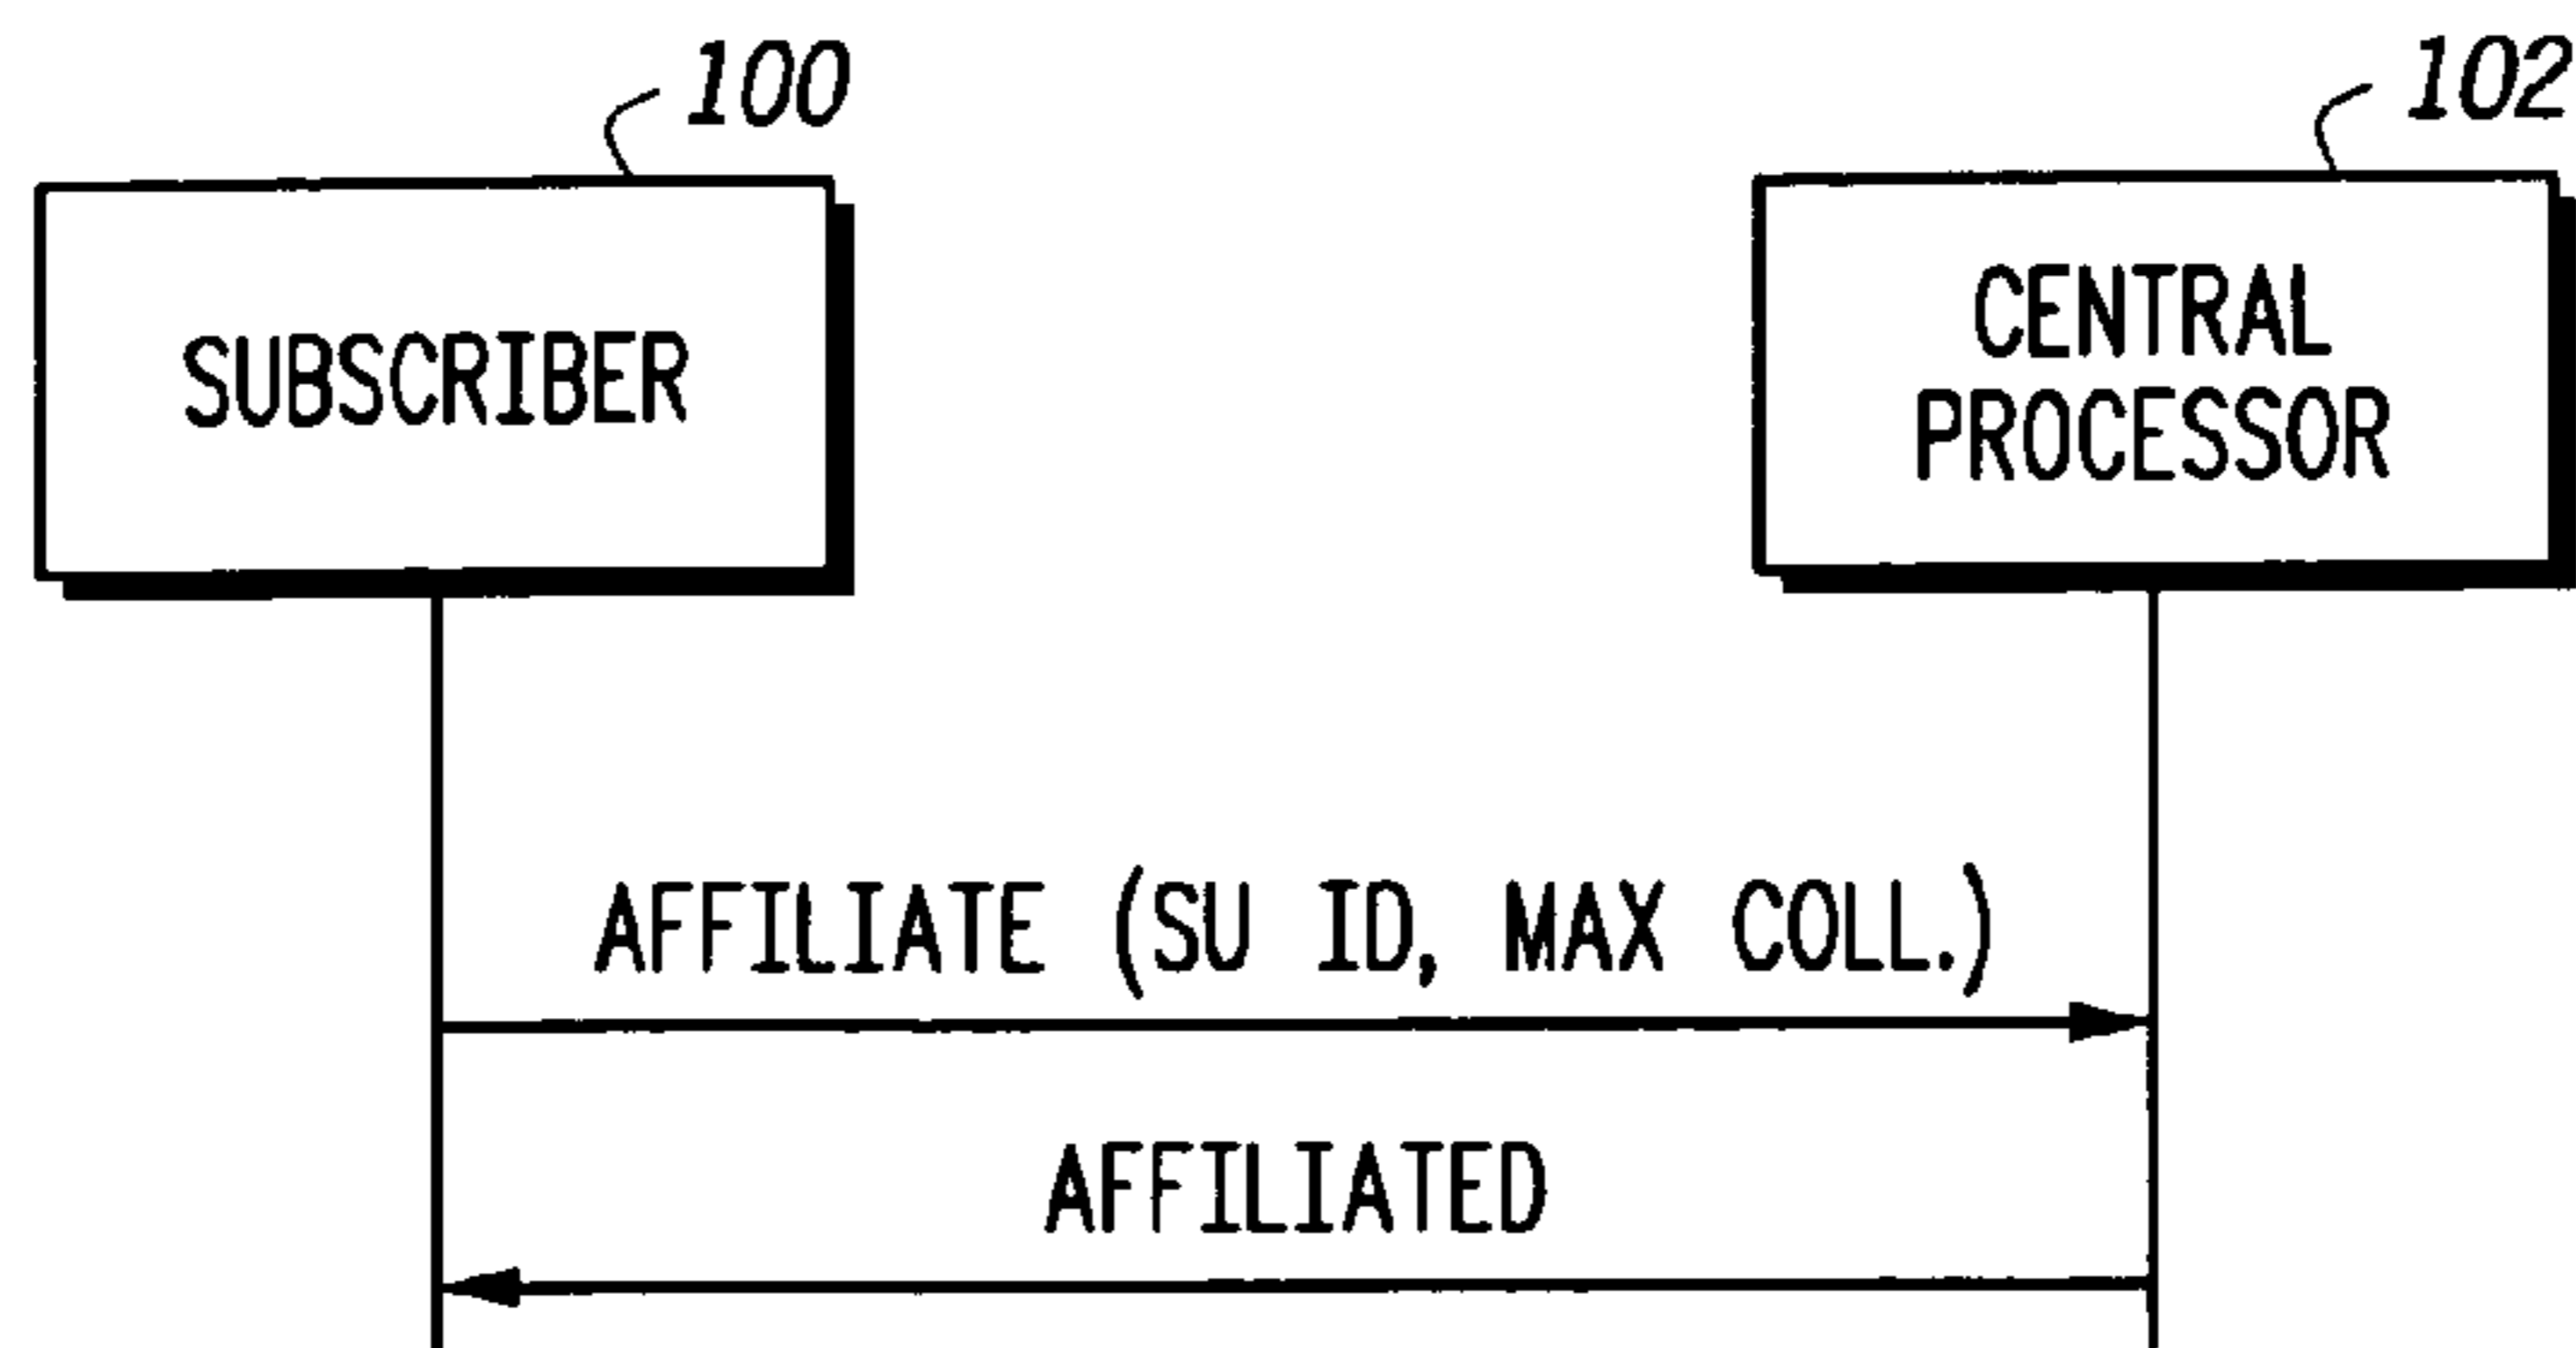 100
102
SUBSCRIBER
CENTRAL
PROCESSOR
AFFILIATE (SU ID, MAX COLL.)
AFFILIATED